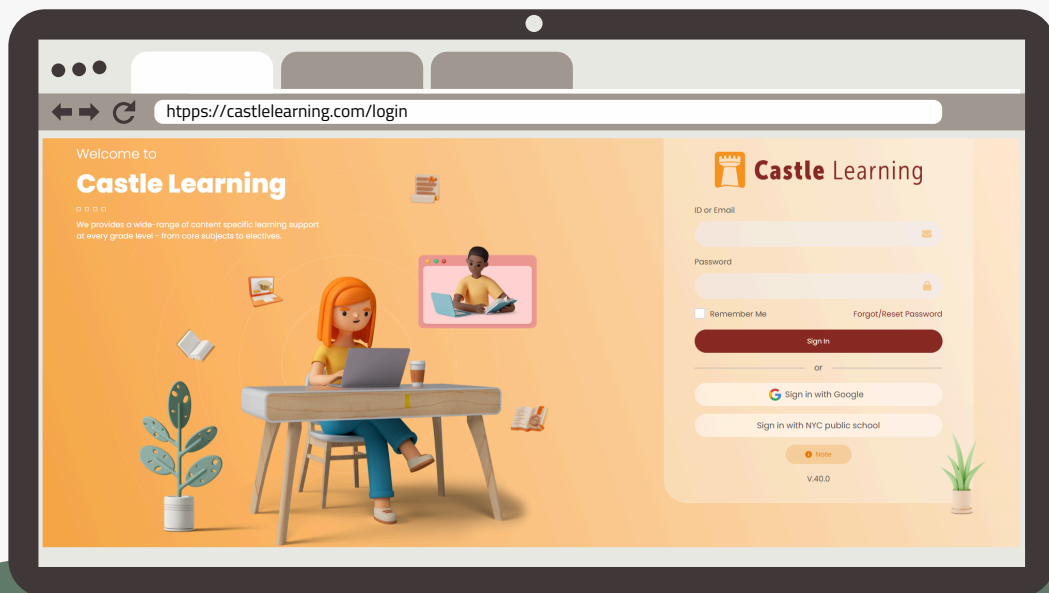 htpps://castlelearning.com/login
Welcome to
Castle Learning
We provides a wide-range of content specific learning support
at every grade level - from core subjects to electives.
Castle Learning
ID or Email
Password
Remember Me
Forgot/Reset Password
Sign In
or
Sign in with Google
Sign in with NYC public school
Note
V.40.0